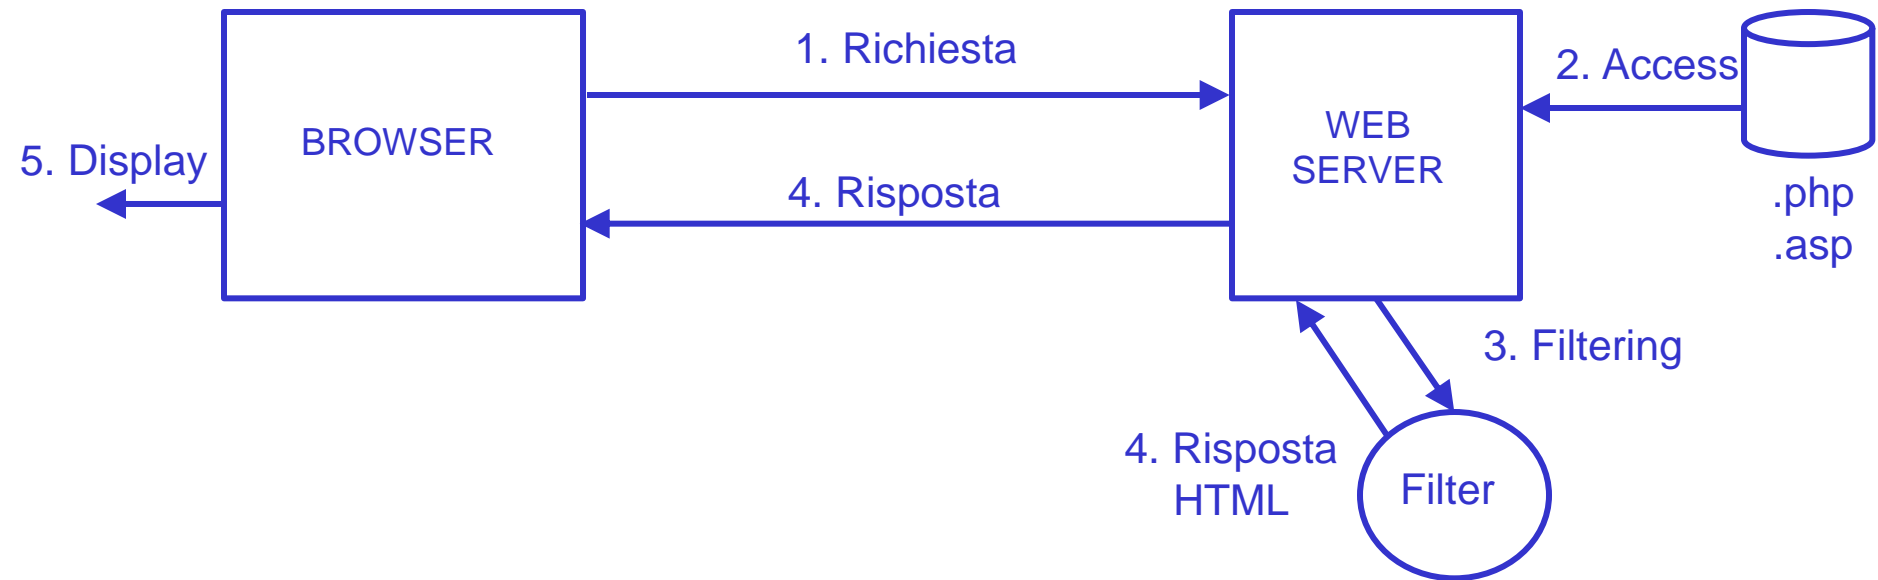 1. Richiesta
2. Access
BROWSER
WEB
SERVER
5. Display
4. Risposta
.php
.asp
3. Filtering
4. Risposta
HTML
Filter